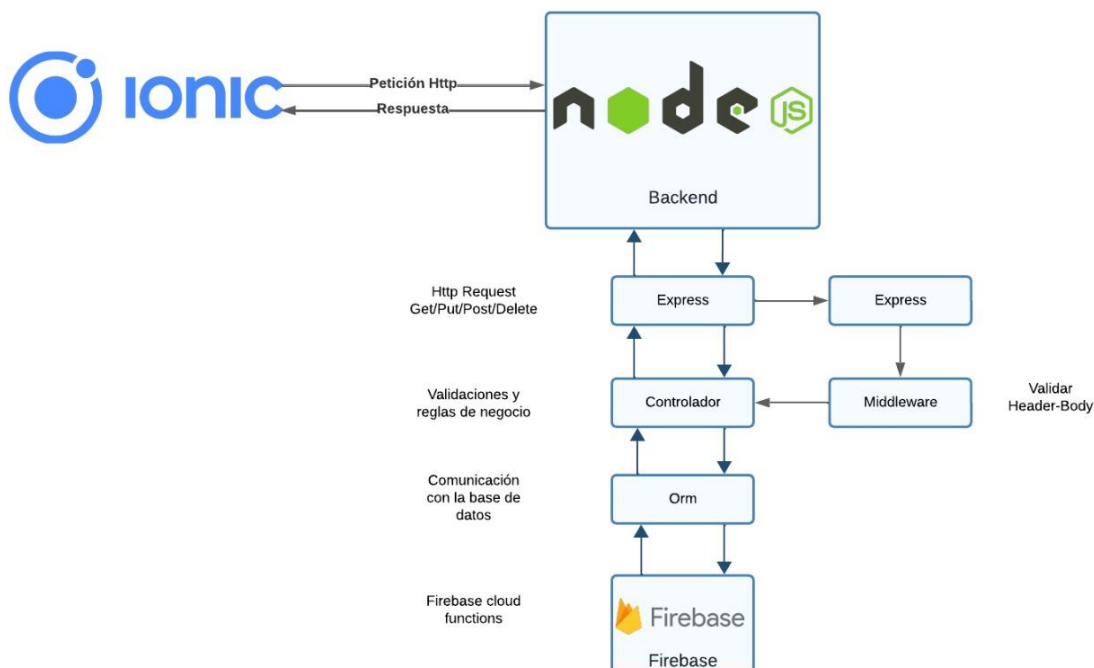 IONIC
Petición Http
Respuesta
node
JS
Backend
Http Request
Get/Put/Post/Delete
Express
Express
Validaciones y
reglas de negocio
Controlador
Middleware
Validar
Header-Body
Comunicación
con la base de
datos
Orm
Firebase cloud
functions
Firebase
Firebase